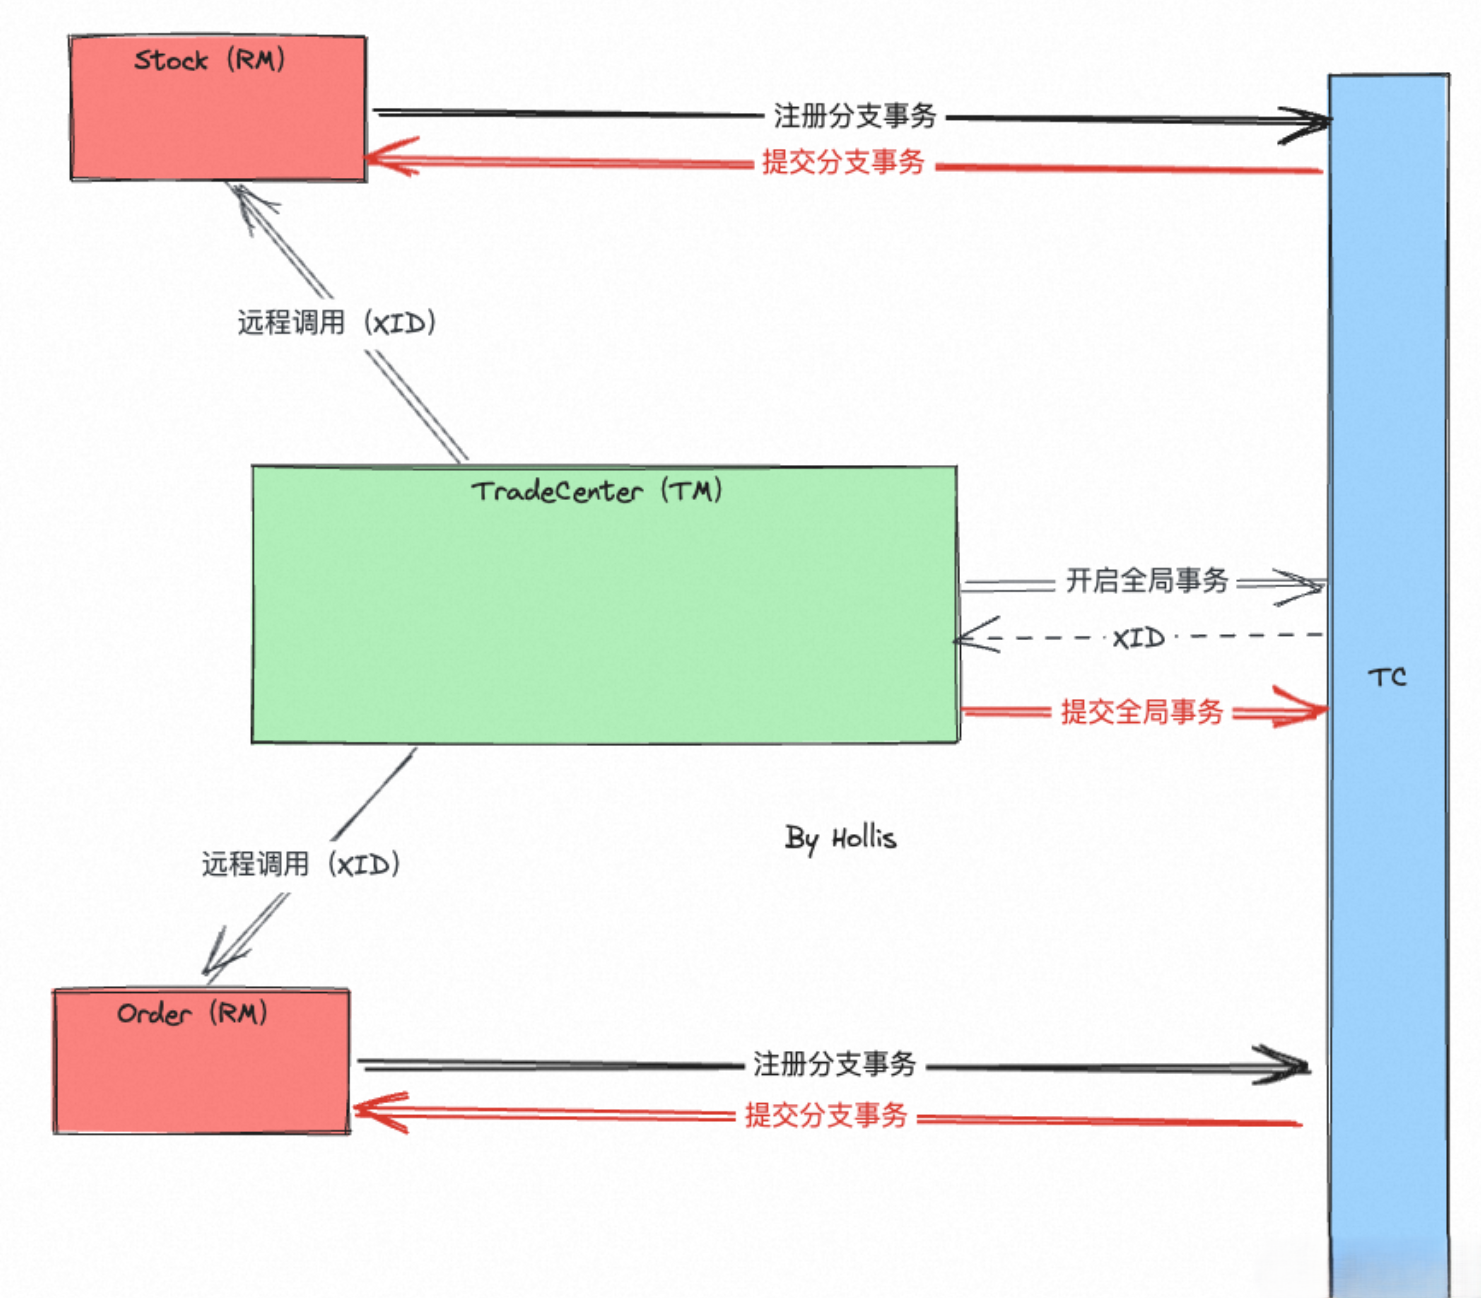 Stock (RM)
注册分支事务
提交分支事务
远程调用 (XID)
TradeCenter (TM)
开启全局事务
XID
TC
提交全局事务
By Hollis
远程调用 (XID)
Order (RM)
注册分支事务
提交分支事务